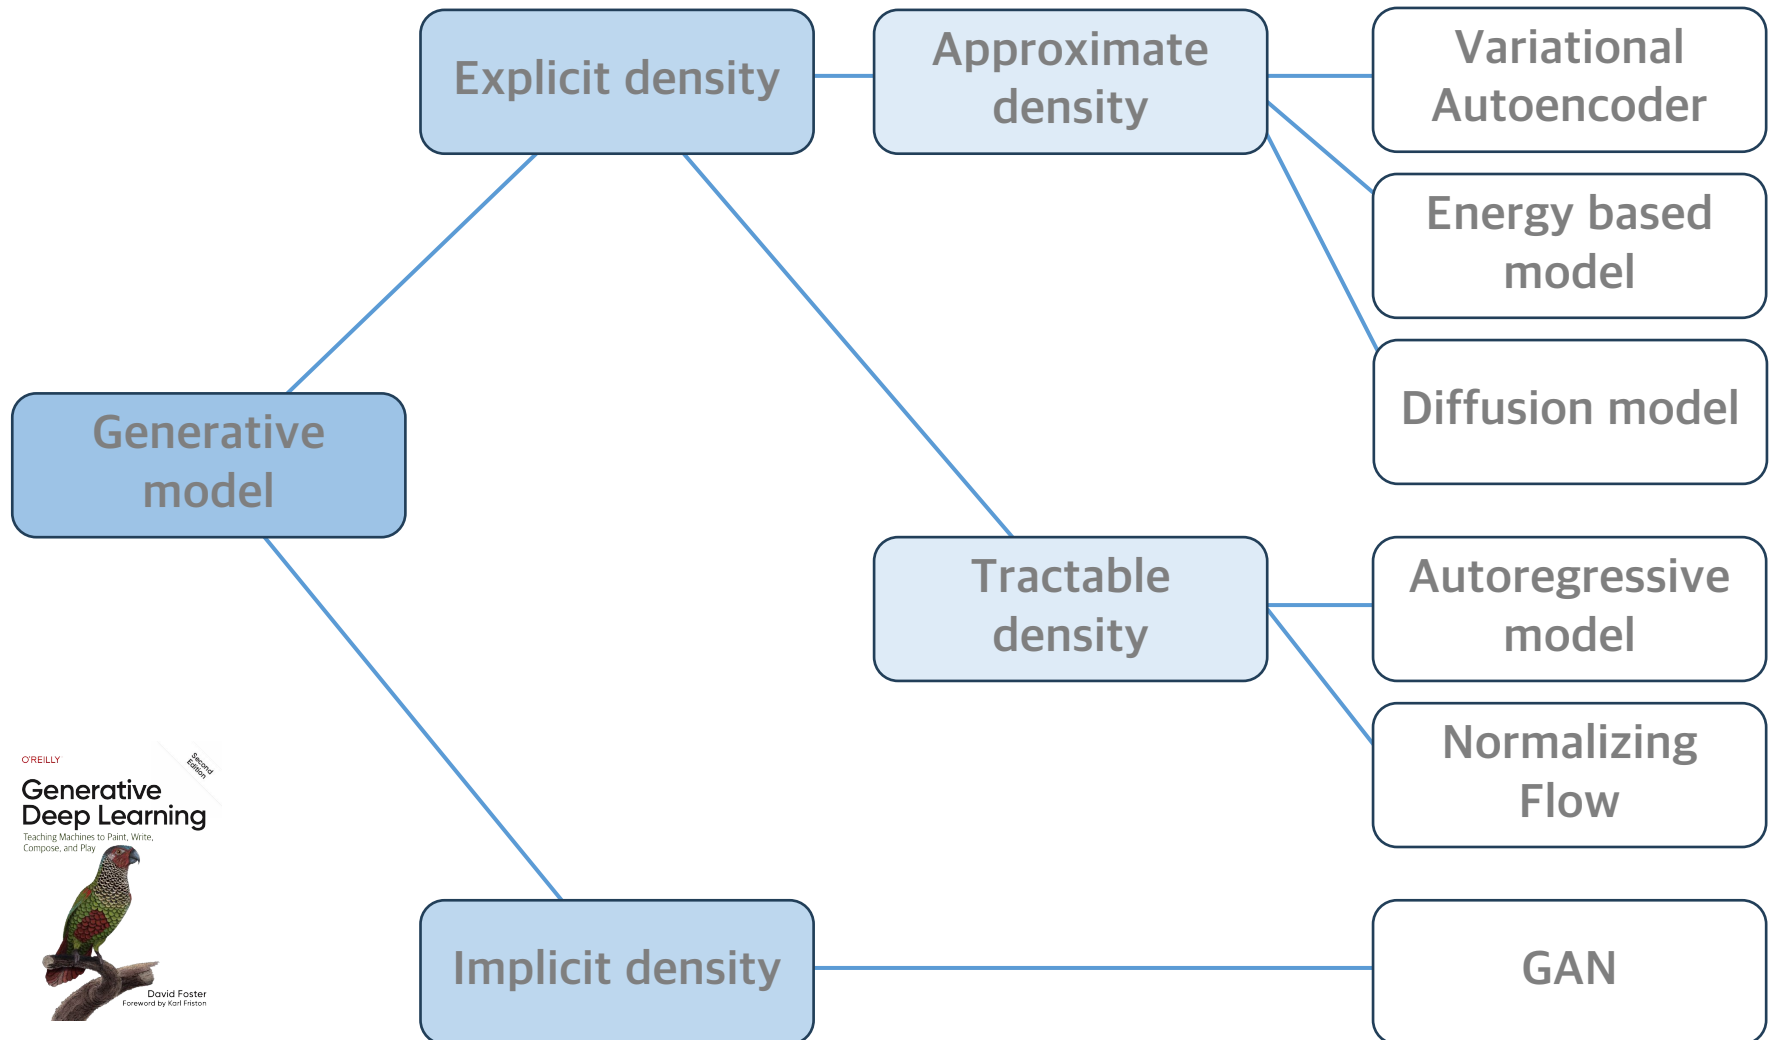 Explicit density
Approximate
density
Variational
Autoencoder
Energy based
model
Diffusion model
Generative
model
Tractable
density
Autoregressive
model
Normalizing
Flow
Implicit density
GAN
O'REILLY
Second
Edition
Generative
Deep Learning
Teaching Machines to Paint, Write,
Compose, and Play
David Foster
Foreword by Karl Friston